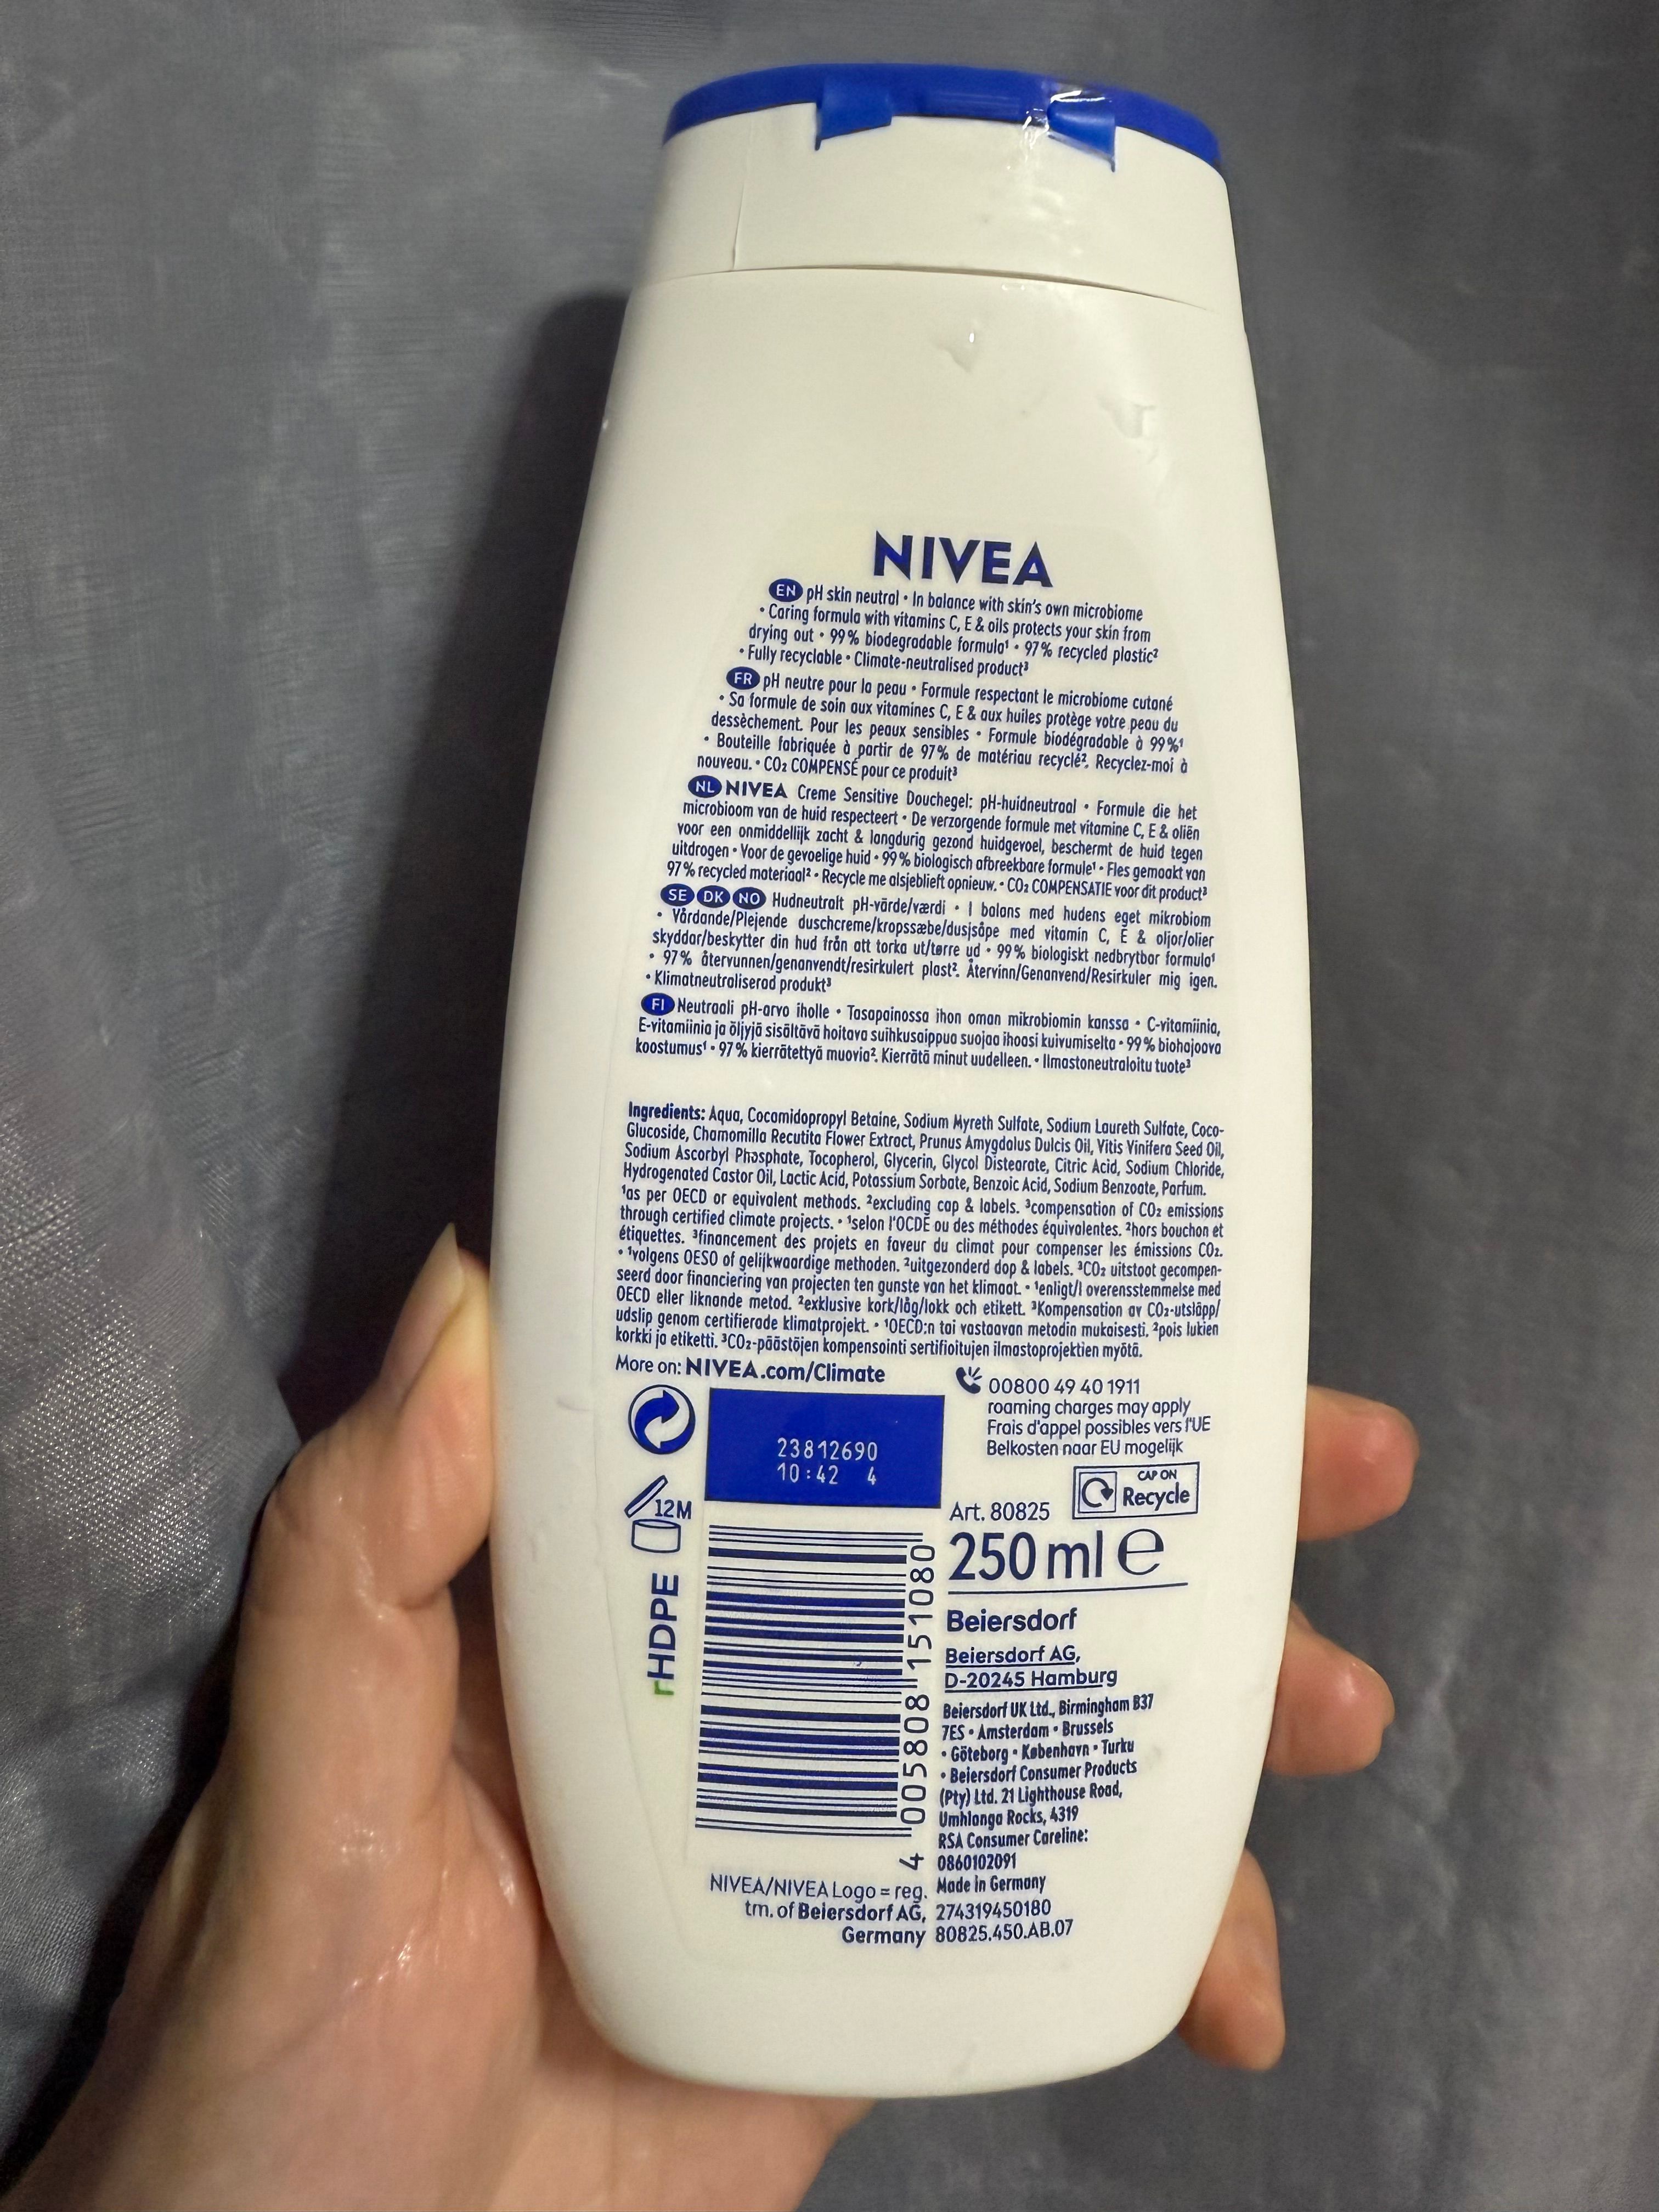 NIVEA
EN pH skin neutral • In balance with skin's own microbiome
• Caring formula with vitamins C, E & oils protects your skin from
drying out • 99% biodegradable formula¹ • 97% recycled plastic²
• Fully recyclable • Climate-neutralised product³
FR pH neutre pour la peau • Formule respectant le microbiome cutané
• Sa formule de soin aux vitamines C, E & aux huiles protège votre peau du
dessèchement. Pour les peaux sensibles • Formule biodégradable à 99%¹
• Bouteille fabriquée à partir de 97% de matériau recyclé². Recyclez-moi à
nouveau. • CO₂ COMPENSÉ pour ce produit³
NL NIVEA Creme Sensitive Douchegel: pH-huidneutraal • Formule die het
microbioom van de huid respecteert • De verzorgende formule met vitamine C, E & oliën
voor een onmiddellijk zacht & langdurig gezond huidgevoel, beschermt de huid tegen
uitdrogen • Voor de gevoelige huid • 99% biologisch afbreekbare formule¹ • Fles gemaakt van
97% recycled materiaal² • Recycle me alsjeblieft opnieuw. • CO₂ COMPENSATIE voor dit product³
SE DK NO Hudneutralt pH-värde/værdi • I balans med hudens eget mikrobiom
• Vårdande/Plejende duschcreme/kropssæbe/dusjsåpe med vitamin C, E & oljor/olier
skyddar/beskytter din hud från att torka ut/tørre ud • 99% biologiskt nedbrytbar formula¹
• 97% återvunnen/genanvendt/resirkulert plast². Återvinn/Genanvend/Resirkuler mig igen.
• Klimatneutraliserad produkt³
FI Neutraali pH-arvo iholle • Tasapainossa ihon oman mikrobiomin kanssa • C-vitamiinia,
E-vitamiinia ja öljyjä sisältävä hoitava suihkusaippua suojaa ihoasi kuivumiselta • 99% biohajoava
koostumus¹ • 97% kierrätettyä muovia². Kierrätä minut uudelleen. • Ilmastoneutraloitu tuote³
Ingredients: Aqua, Cocamidopropyl Betaine, Sodium Myreth Sulfate, Sodium Laureth Sulfate, Coco-
Glucoside, Chamomilla Recutita Flower Extract, Prunus Amygdalus Dulcis Oil, Vitis Vinifera Seed Oil,
Sodium Ascorbyl Phosphate, Tocopherol, Glycerin, Glycol Distearate, Citric Acid, Sodium Chloride,
Hydrogenated Castor Oil, Lactic Acid, Potassium Sorbate, Benzoic Acid, Sodium Benzoate, Parfum.
¹as per OECD or equivalent methods. ²excluding cap & labels. ³compensation of CO₂ emissions
through certified climate projects. • ¹selon l'OCDE ou des méthodes équivalentes. ²hors bouchon et
étiquettes. ³financement des projets en faveur du climat pour compenser les émissions CO₂.
• ¹volgens OESO of gelijkwaardige methoden. ²uitgezonderd dop & labels. ³CO₂ uitstoot gecompen-
seerd door financiering van projecten ten gunste van het klimaat. • ¹enligt/I overensstemmelse med
OECD eller liknande metod. ²exklusive kork/låg/lokk och etikett. ³Kompensation av CO₂-utsläpp/
udslip genom certifierade klimatprojekt. • ¹OECD:n tai vastaavan metodin mukaisesti. ²pois lukien
korkki ja etiketti. ³CO₂-päästöjen kompensointi sertifioitujen ilmastoprojektien myötä.
More on: NIVEA.com/Climate
00800 49 40 1911
roaming charges may apply
Frais d'appel possibles vers l'UE
Belkosten naar EU mogelijk
23812690
10:42 4
CAP ON
Recycle
12M
Art. 80825
250 ml e
rHDPE
4 005808 151080
Beiersdorf
Beiersdorf AG,
D-20245 Hamburg
Beiersdorf UK Ltd., Birmingham B37
7ES • Amsterdam • Brussels
• Göteborg • København • Turku
• Beiersdorf Consumer Products
(Pty) Ltd. 21 Lighthouse Road,
Umhlanga Rocks, 4319
RSA Consumer Careline:
0860102091
Made in Germany
274319450180
80825.450.AB.07
NIVEA/NIVEA Logo = reg.
tm. of Beiersdorf AG,
Germany